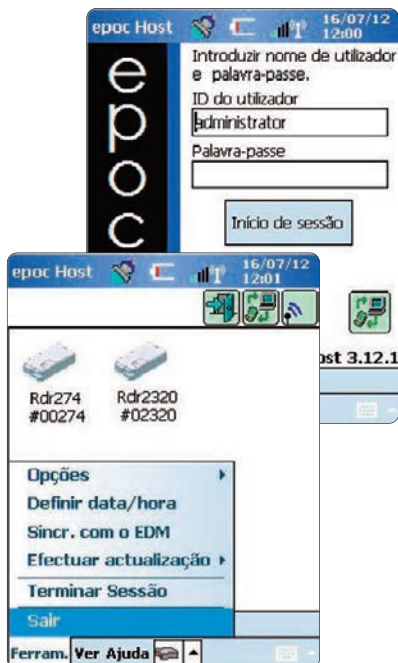 epoc Host
16/07/12
12:00
epoc
Introduzir nome de utilizador
e palavra-passe.
ID do utilizador
administrator
Palavra-passe
Início de sessão
ost 3.12.1
epoc Host
16/07/12
12:01
Rdr274
#00274
Rdr2320
#02320
Opções
Definir data/hora
Sincr. com o EDM
Efectuar actualização
Terminar Sessão
Sair
Ferram. Ver Ajuda